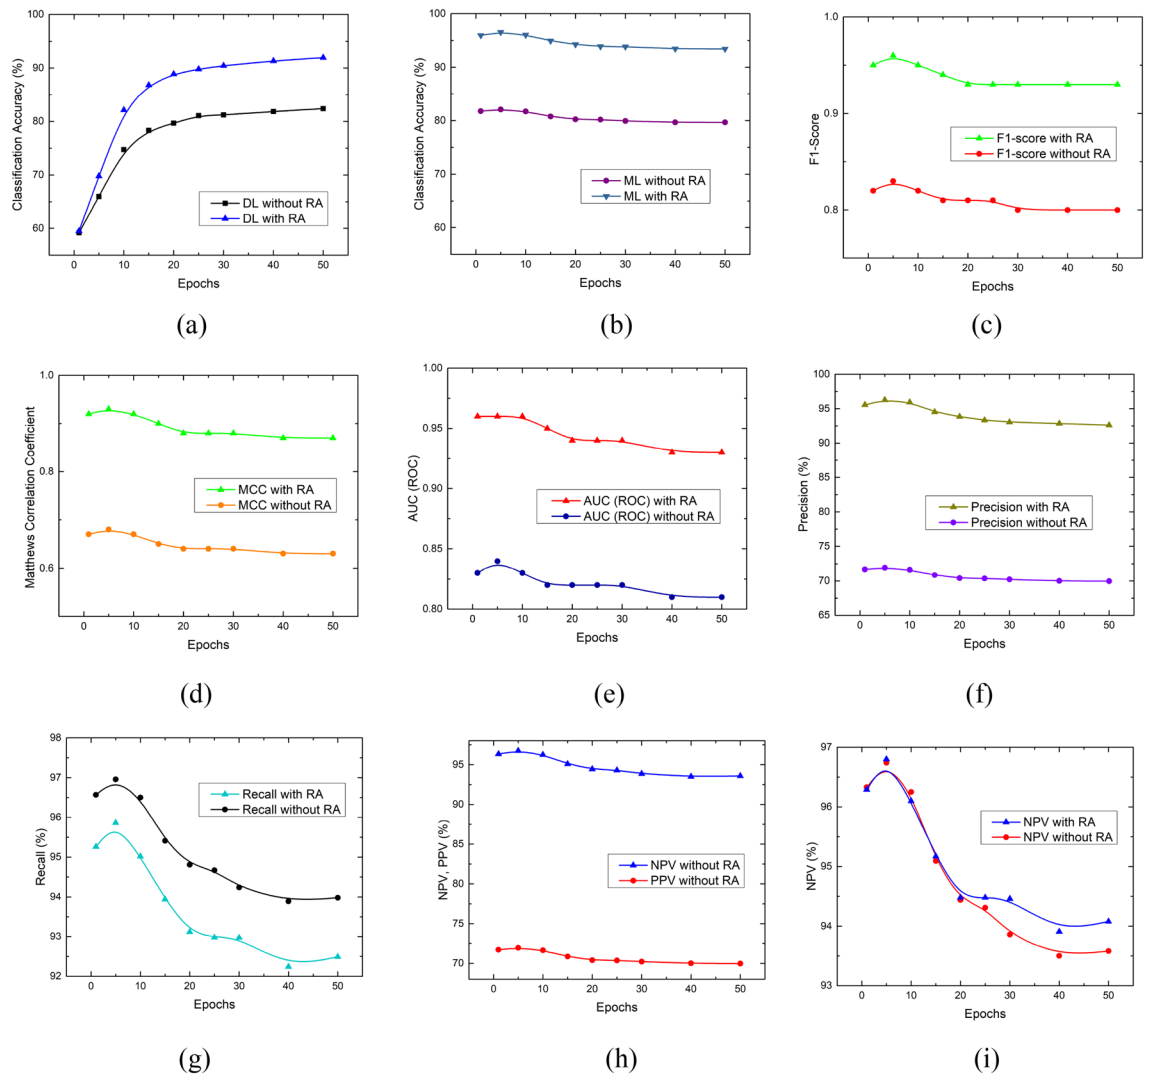 100
90
80
70
60
Classification Accuracy (%)
DL without RA
DL with RA
0 10 20 30 40 50
Epochs
(a)
100
90
80
70
60
Classification Accuracy (%)
ML without RA
ML with RA
0 10 20 30 40 50
Epochs
(b)
1.0
0.9
0.8
F1-Score
F1-score with RA
F1-score without RA
0 10 20 30 40 50
Epochs
(c)
1.0
0.8
0.6
Matthews Correlation Coefficient
MCC with RA
MCC without RA
0 10 20 30 40 50
Epochs
(d)
1.00
0.95
0.90
0.85
0.80
AUC (ROC)
AUC (ROC) with RA
AUC (ROC) without RA
0 10 20 30 40 50
Epochs
(e)
100
95
90
85
80
75
70
65
Precision (%)
Precision with RA
Precision without RA
0 10 20 30 40 50
Epochs
(f)
98
97
96
95
94
93
92
Recall (%)
Recall with RA
Recall without RA
0 10 20 30 40 50
Epochs
(g)
95
90
85
80
75
70
NPV, PPV (%)
NPV without RA
PPV without RA
0 10 20 30 40 50
Epochs
(h)
97
96
95
94
93
NPV (%)
NPV with RA
NPV without RA
0 10 20 30 40 50
Epochs
(i)